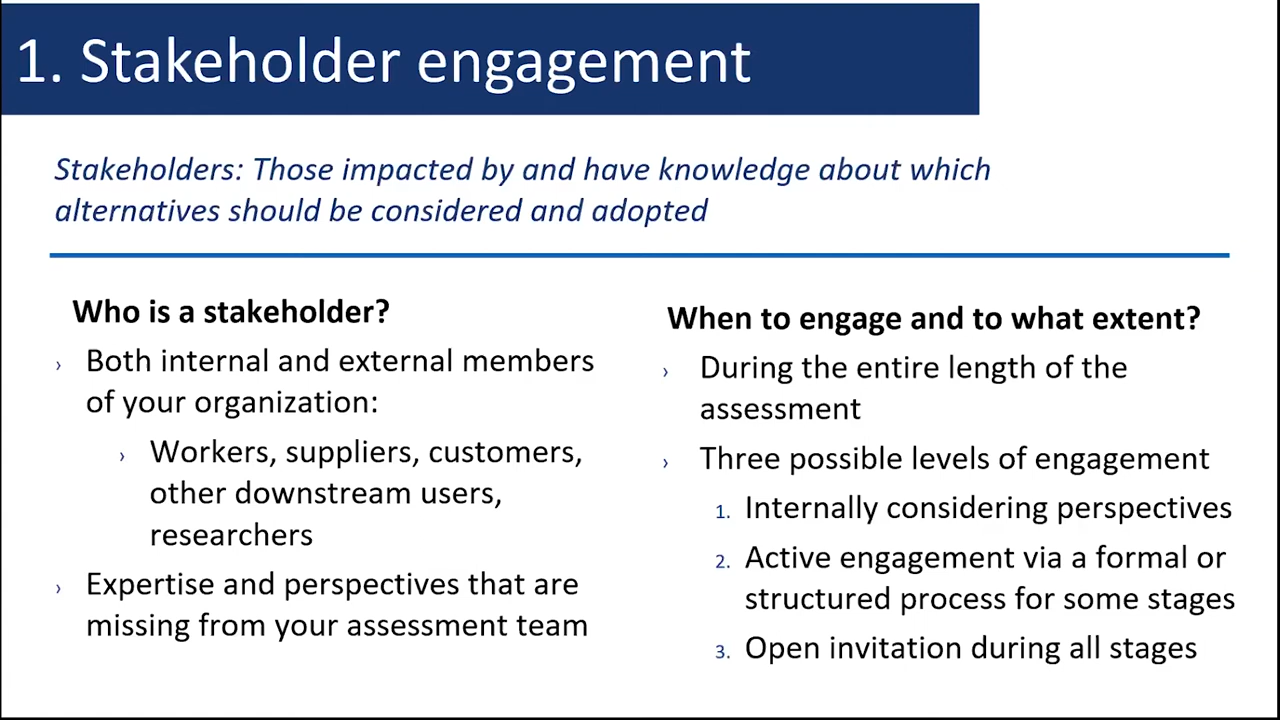 1. Stakeholder engagement
Stakeholders: Those impacted by and have knowledge about which
alternatives should be considered and adopted
Who is a stakeholder?
› Both internal and external members
of your organization:
› Workers, suppliers, customers,
other downstream users,
researchers
› Expertise and perspectives that are
missing from your assessment team
When to engage and to what extent?
› During the entire length of the
assessment
› Three possible levels of engagement
1. Internally considering perspectives
2. Active engagement via a formal or
structured process for some stages
3. Open invitation during all stages